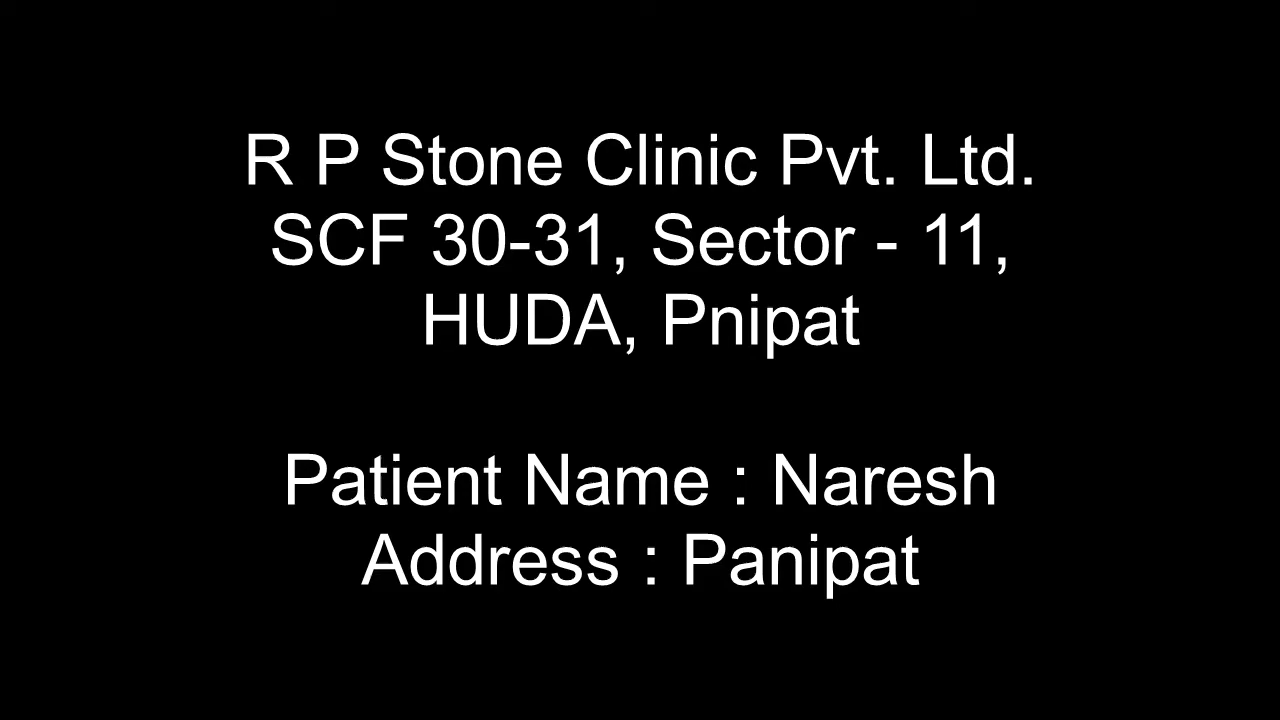 R P Stone Clinic Pvt. Ltd.
SCF 30-31, Sector - 11,
HUDA, Pnipat
Patient Name : Naresh
Address : Panipat